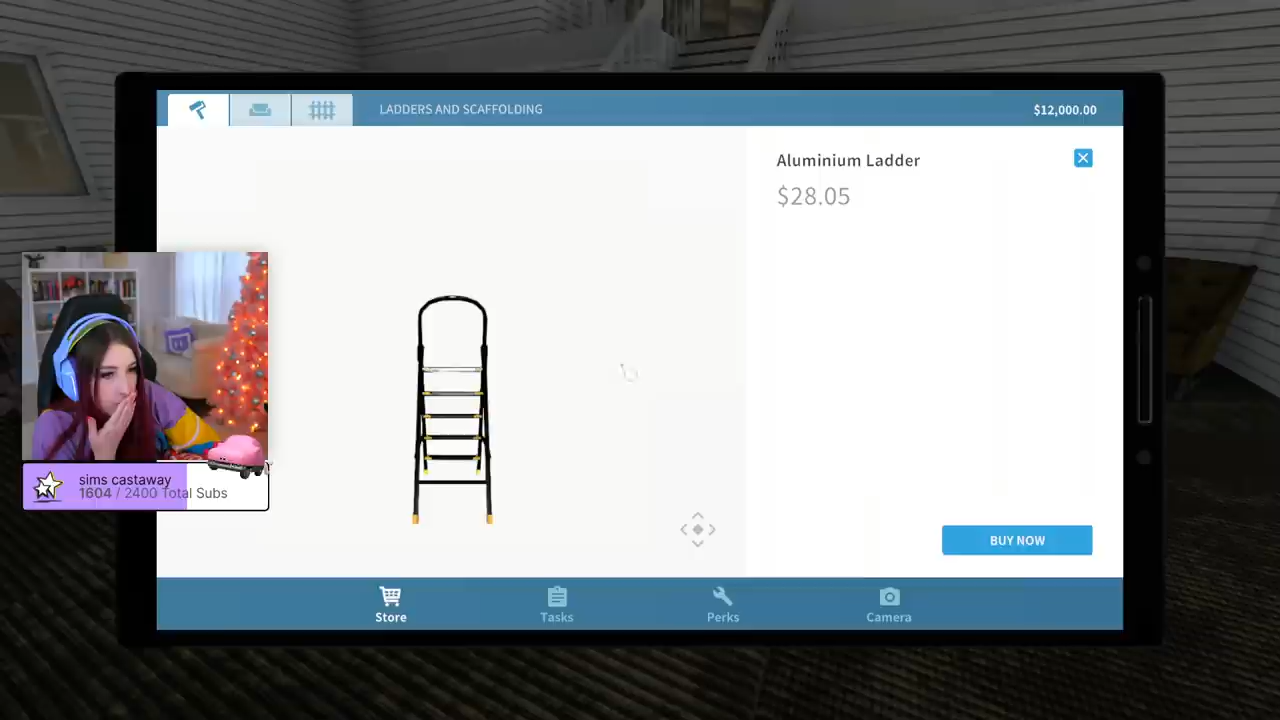 LADDERS AND SCAFFOLDING
$12,000.00
Aluminium Ladder
$28.05
sims castaway
1604 / 2400 Total Subs
BUY NOW
Store
Tasks
Perks
Camera